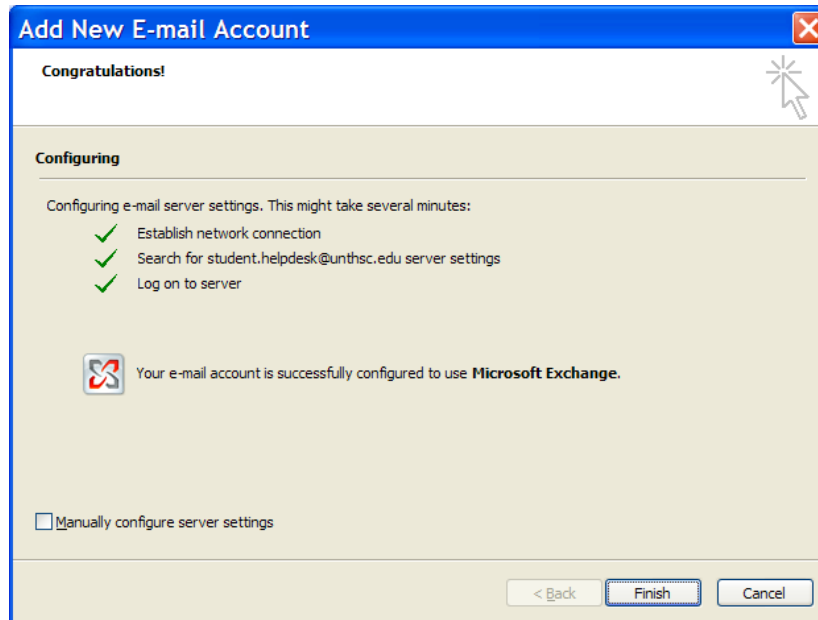 Add New E-mail Account
Congratulations!
Configuring
Configuring e-mail server settings. This might take several minutes:
Establish network connection
Search for student.helpdesk@unthsc.edu server settings
Log on to server
Your e-mail account is successfully configured to use Microsoft Exchange.
Manually configure server settings
< Back Finish Cancel